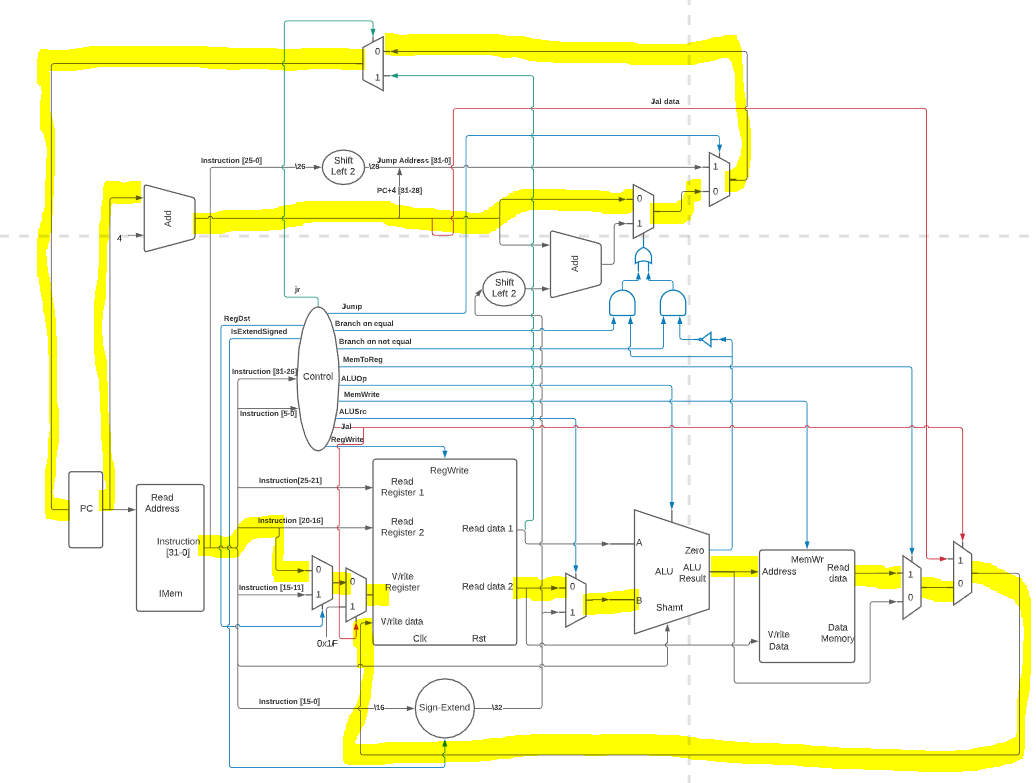 0
1
Jal data
Instruction [25-0]
\26
Shift
Left 2
\28
Jump Address [31-0]
1
0
PC+4 [31-28]
0
1
Add
4
Add
Shift
Left 2
jr
Jump
RegDst
Branch on equal
IsExtendSigned
Branch on not equal
MemToReg
Instruction [31-26]
Control
ALUOp
MemWrite
Instruction [5-0]
ALUSrc
Jal
RegWrite
RegWrite
Instruction[25-21]
Read
Register 1
PC
Read
Address
Instruction
[31-0]
IMem
Instruction [20-16]
Read
Register 2
Read data 1
A
Zero
ALU
ALU
Result
B
Shamt
MemWr
Address
Read
data
Data
Memory
Write
Data
1
0
1
0
0
1
Instruction [15-11]
0
1
Write
Register
Read data 2
0
1
Write data
0x1F
Clk
Rst
Instruction [15-0]
\16
Sign-Extend
\32